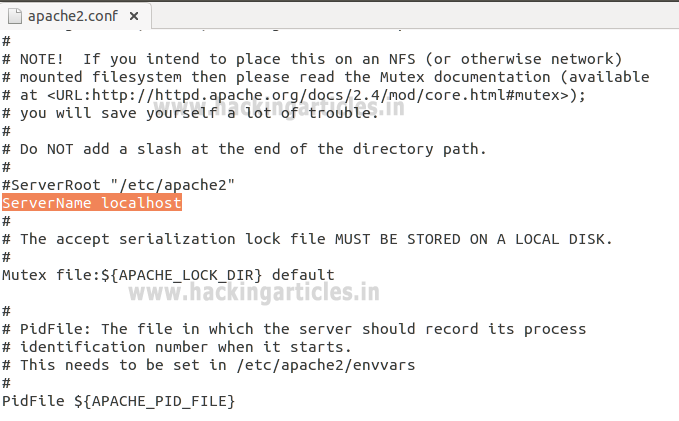 apache2.conf ×
#
# NOTE!  If you intend to place this on an NFS (or otherwise network)
# mounted filesystem then please read the Mutex documentation (available
# at <URL:http://httpd.apache.org/docs/2.4/mod/core.html#mutex>);
www.hackingarticles.in
# you will save yourself a lot of trouble.
#
# Do NOT add a slash at the end of the directory path.
#
#ServerRoot "/etc/apache2"
ServerName localhost
#
# The accept serialization lock file MUST BE STORED ON A LOCAL DISK.
#
Mutex file:${APACHE_LOCK_DIR} default
www.hackingarticles.in
#
# PidFile: The file in which the server should record its process
# identification number when it starts.
# This needs to be set in /etc/apache2/envvars
#
PidFile ${APACHE_PID_FILE}